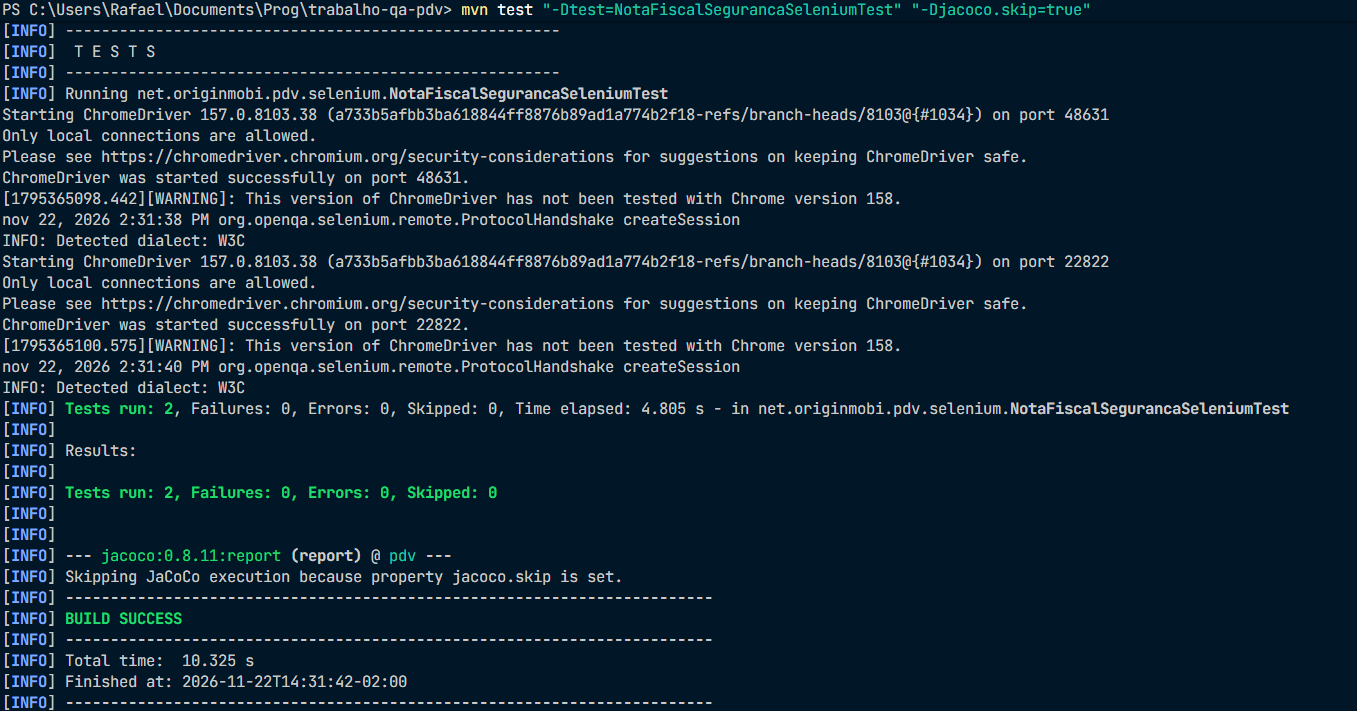 PS C:\Users\Rafael\Documents\Prog\trabalho-qa-pdv> mvn test "-Dtest=NotaFiscalSegurancaSeleniumTest" "-Djacoco.skip=true"
[INFO] -------------------------------------------------------
[INFO]  T E S T S
[INFO] -------------------------------------------------------
[INFO] Running net.originmobi.pdv.selenium.NotaFiscalSegurancaSeleniumTest
Starting ChromeDriver 157.0.8103.38 (a733b5afbb3ba618844ff8876b89ad1a774b2f18-refs/branch-heads/8103@{#1034}) on port 48631
Only local connections are allowed.
Please see https://chromedriver.chromium.org/security-considerations for suggestions on keeping ChromeDriver safe.
ChromeDriver was started successfully on port 48631.
[1795365098.442][WARNING]: This version of ChromeDriver has not been tested with Chrome version 158.
nov 22, 2026 2:31:38 PM org.openqa.selenium.remote.ProtocolHandshake createSession
INFO: Detected dialect: W3C
Starting ChromeDriver 157.0.8103.38 (a733b5afbb3ba618844ff8876b89ad1a774b2f18-refs/branch-heads/8103@{#1034}) on port 22822
Only local connections are allowed.
Please see https://chromedriver.chromium.org/security-considerations for suggestions on keeping ChromeDriver safe.
ChromeDriver was started successfully on port 22822.
[1795365100.575][WARNING]: This version of ChromeDriver has not been tested with Chrome version 158.
nov 22, 2026 2:31:40 PM org.openqa.selenium.remote.ProtocolHandshake createSession
INFO: Detected dialect: W3C
[INFO] Tests run: 2, Failures: 0, Errors: 0, Skipped: 0, Time elapsed: 4.805 s - in net.originmobi.pdv.selenium.NotaFiscalSegurancaSeleniumTest
[INFO]
[INFO] Results:
[INFO]
[INFO] Tests run: 2, Failures: 0, Errors: 0, Skipped: 0
[INFO]
[INFO]
[INFO] --- jacoco:0.8.11:report (report) @ pdv ---
[INFO] Skipping JaCoCo execution because property jacoco.skip is set.
[INFO] ------------------------------------------------------------------------
[INFO] BUILD SUCCESS
[INFO] ------------------------------------------------------------------------
[INFO] Total time:  10.325 s
[INFO] Finished at: 2026-11-22T14:31:42-02:00
[INFO] ------------------------------------------------------------------------